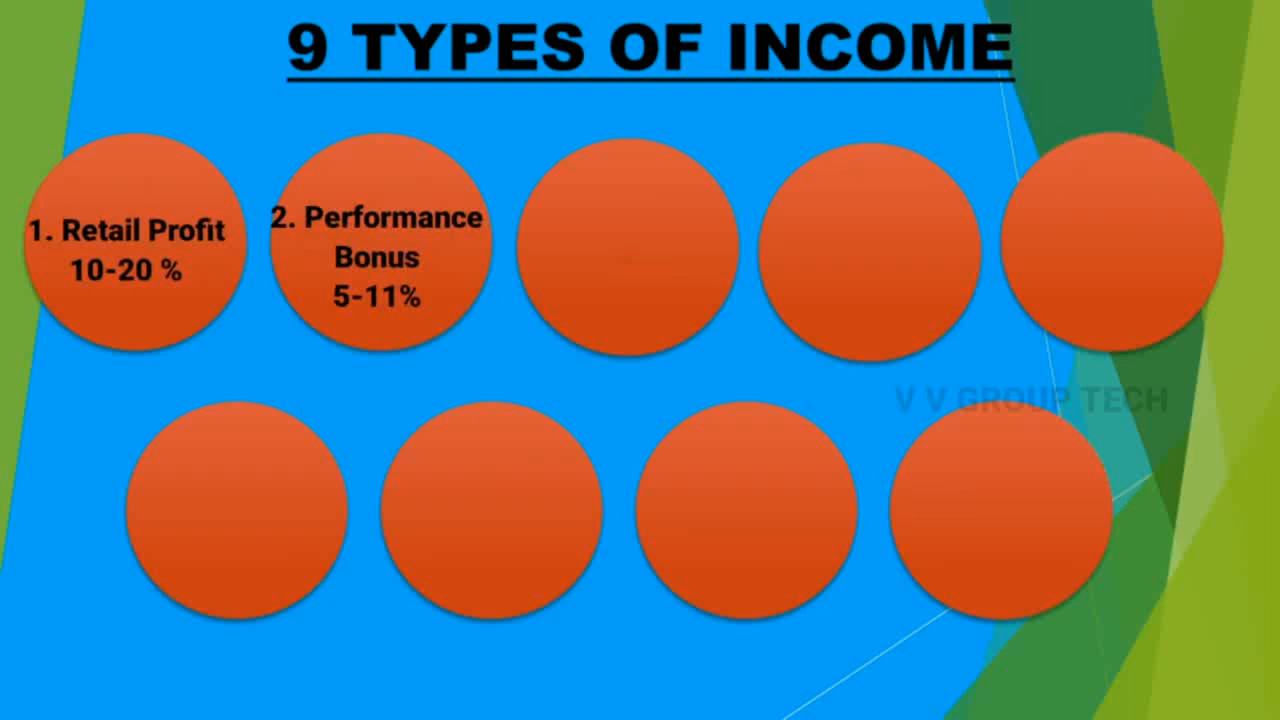 9 TYPES OF INCOME
1. Retail Profit
10-20 %
2. Performance
Bonus
5-11%
V V GROUP TECH